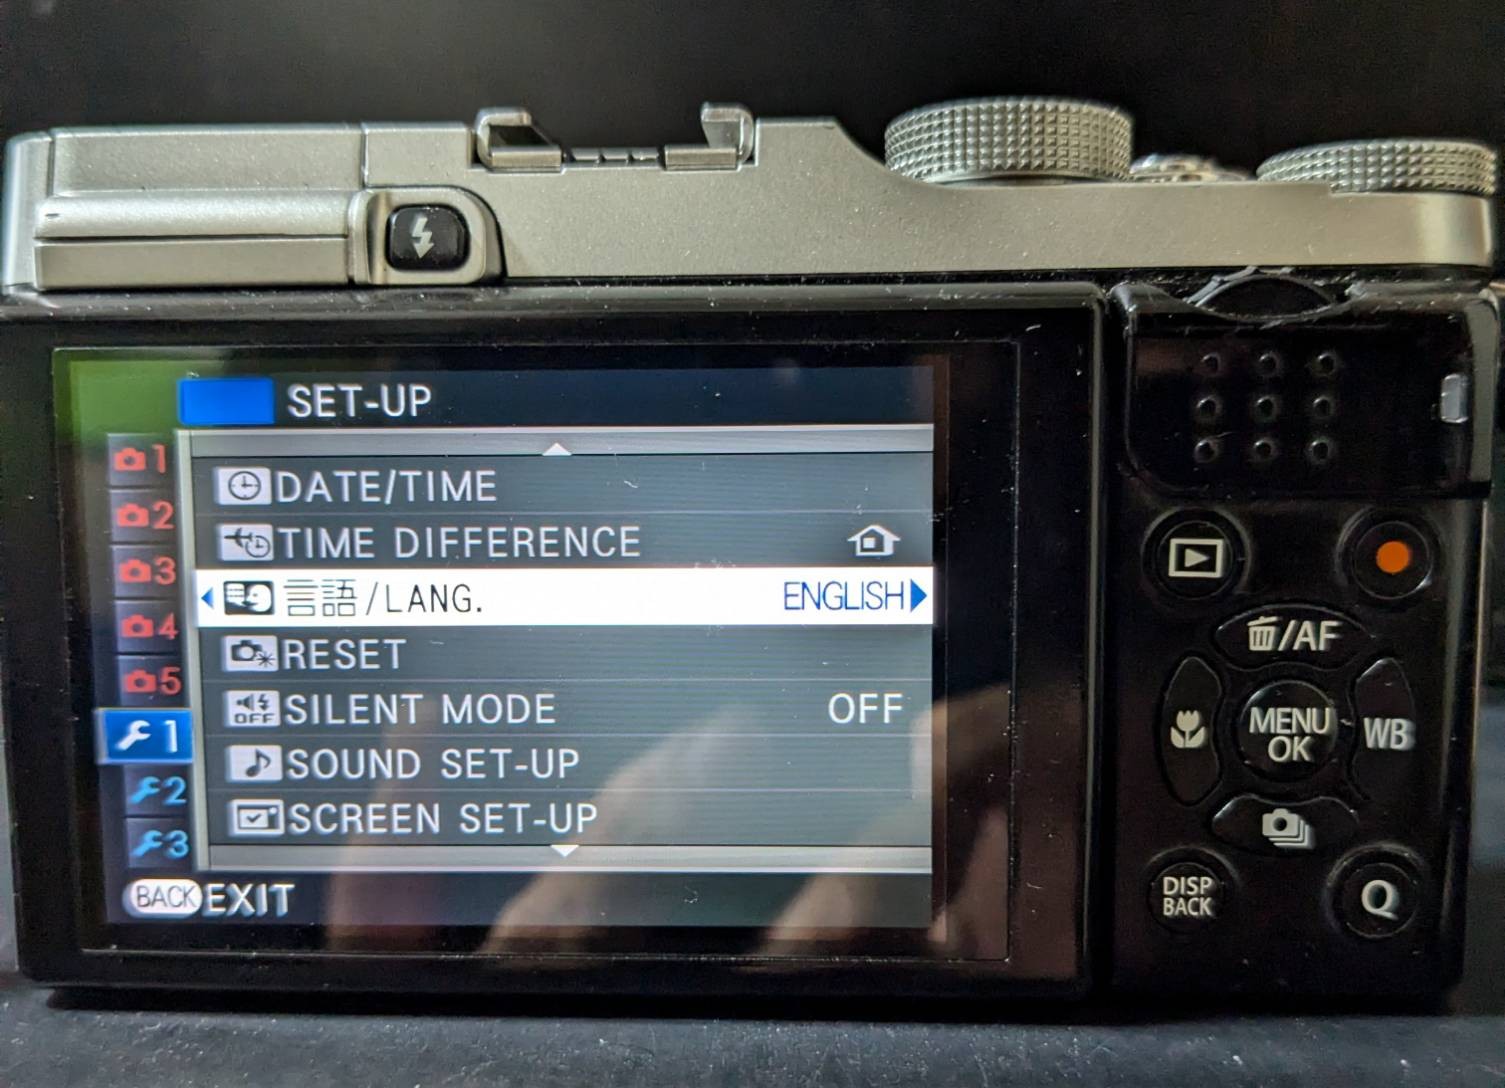 SET-UP
1
2
3
4
5
1
2
3
DATE/TIME
TIME DIFFERENCE
言語/LANG. ENGLISH
RESET
OFF SILENT MODE OFF
SOUND SET-UP
SCREEN SET-UP
BACK EXIT
/AF
MENU
OK
WB
DISP
BACK
Q